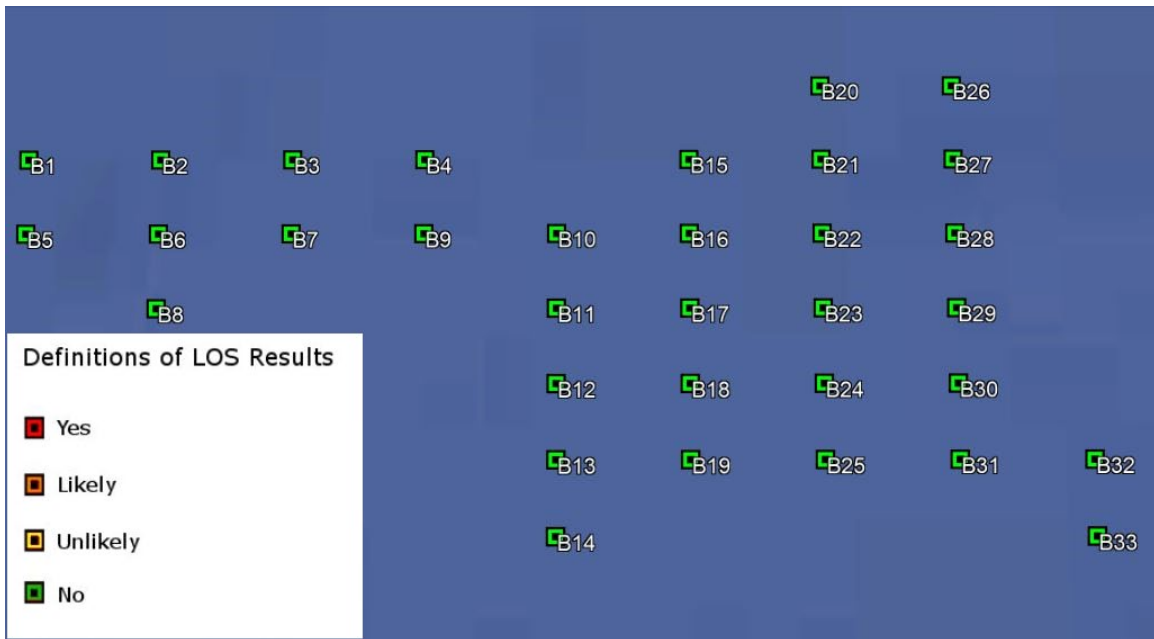 B20 B26
B1 B2 B3 B4 B15 B21 B27
B5 B6 B7 B9 B10 B16 B22 B28
B8 B11 B17 B23 B29
B12 B18 B24 B30
B13 B19 B25 B31 B32
B14 B33
Definitions of LOS Results
Yes
Likely
Unlikely
No